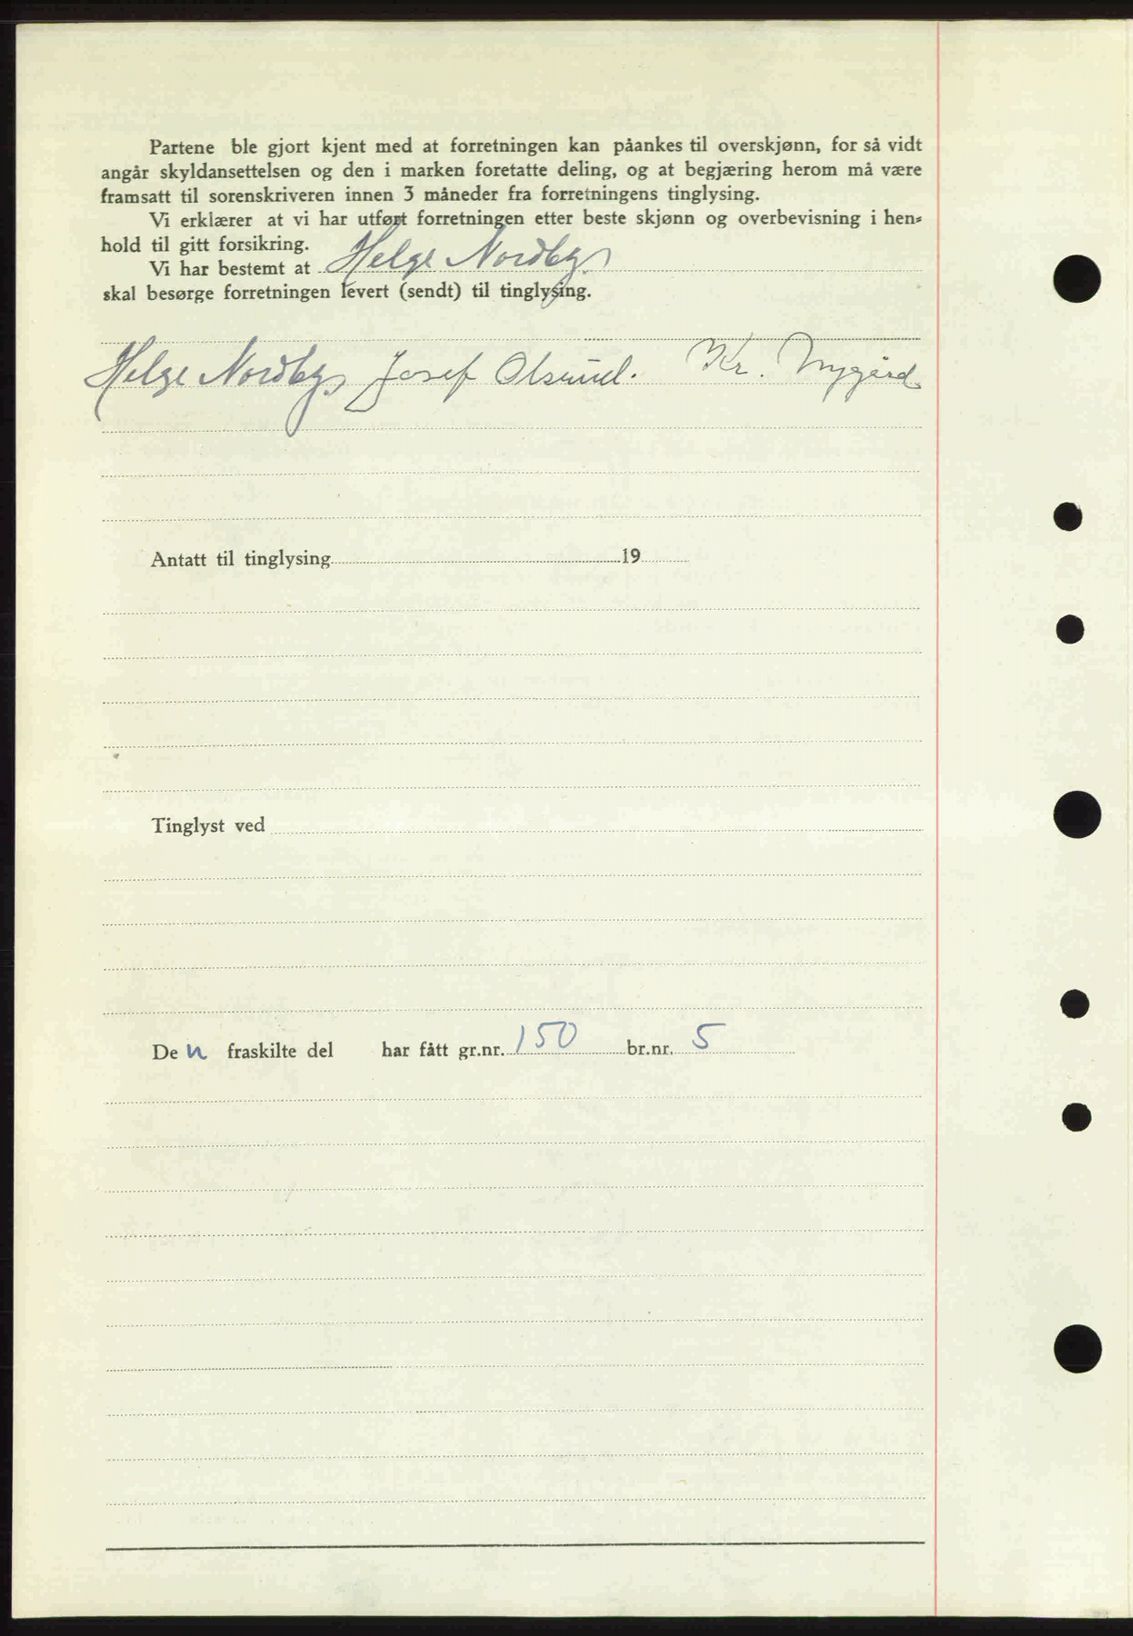 Partene ble gjort kjent med at forretningen kan påankes til overskjønn, for så vidt
angår skyldansettelsen og den i marken foretatte deling, og at begjæring herom må være
framsatt til sorenskriveren innen 3 måneder fra forretningens tinglysing.
Vi erklærer at vi har utført forretningen etter beste skjønn og overbevisning i hen-
hold til gitt forsikring.
Vi har bestemt at Helge Nordby
skal besørge forretningen levert (sendt) til tinglysing.
Helge Nordby Josef Kr. Nygård
Antatt til tinglysing 19
Tinglyst ved
De n fraskilte del har fått gr.nr. 150 br.nr. 5